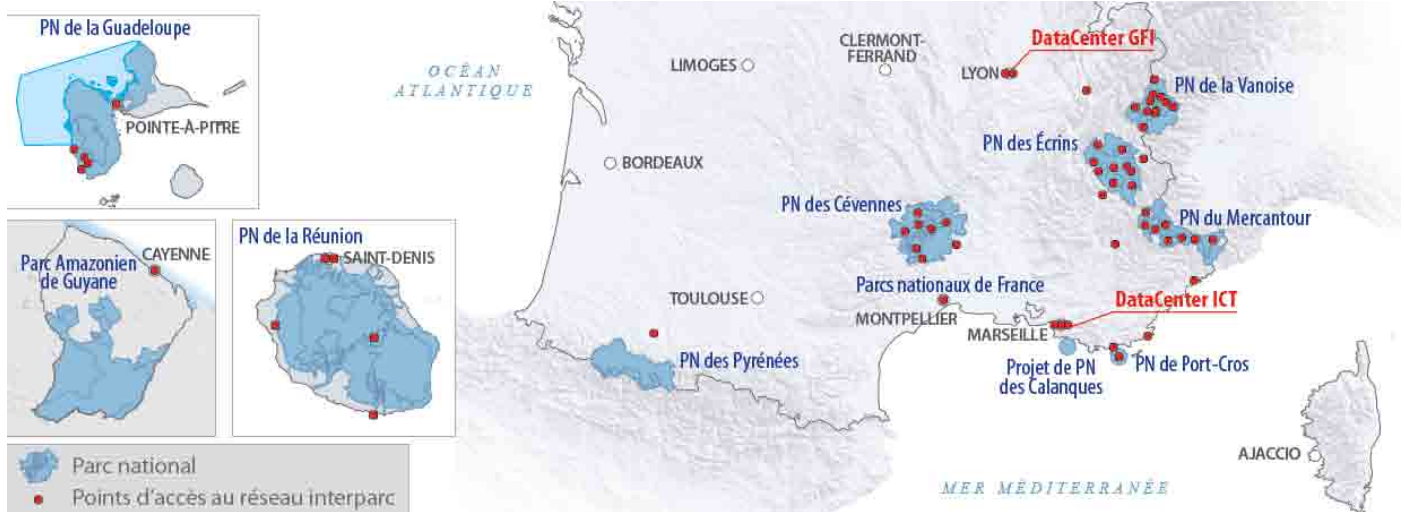 PN de la Guadeloupe
POINTE-À-PITRE
Parc Amazonien
de Guyane
CAYENNE
PN de la Réunion
SAINT-DENIS
Parc national
Points d'accès au réseau interparc
OCÉAN
ATLANTIQUE
LIMOGES
CLERMONT-
FERRAND
LYON
DataCenter GFI
PN de la Vanoise
BORDEAUX
PN des Écrins
PN des Cévennes
PN du Mercantour
TOULOUSE
Parcs nationaux de France
MONTPELLIER
DataCenter ICT
MARSEILLE
PN des Pyrénées
Projet de PN
des Calanques
PN de Port-Cros
AJACCIO
MER MÉDITERRANÉE